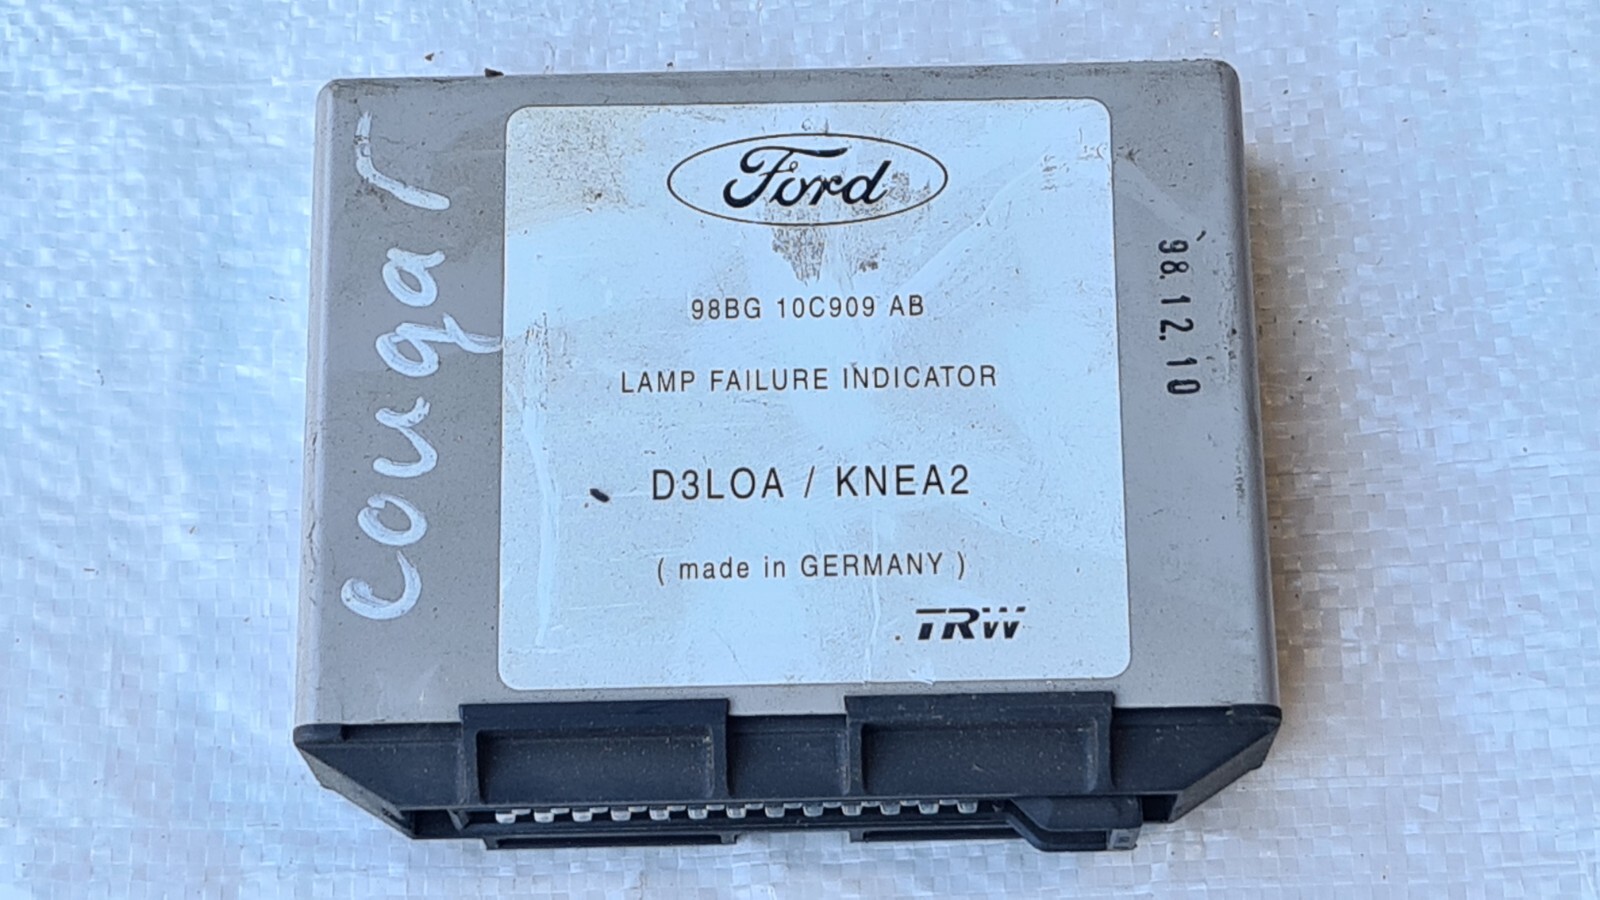 cougar
Ford
98BG 10C909 AB
LAMP FAILURE INDICATOR
D3LOA / KNEA2
( made in GERMANY )
TRW
'98.12.10